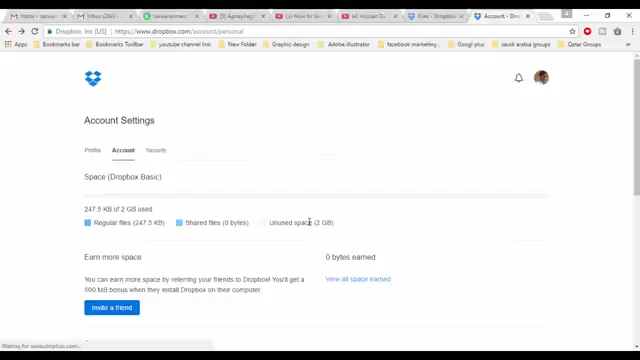 Dropbox, Inc [US] https://www.dropbox.com/account/personal
Bookmarks bar Bookmarks Toolbar youtube channel link New Folder Graphic design Adobe illustrator facebook marketing Googl plus saudi arabia groups Qatar Groups
Account Settings
Profile Account Security
Space (Dropbox Basic)
247.5 KB of 2 GB used
Regular files (247.5 KB) Shared files (0 bytes) Unused space (2 GB)
Earn more space 0 bytes earned
You can earn more space by referring your friends to Dropbox! You'll get a View all space earned
500 MB bonus when they install Dropbox on their computer.
Invite a friend
Waiting for www.dropbox.com...